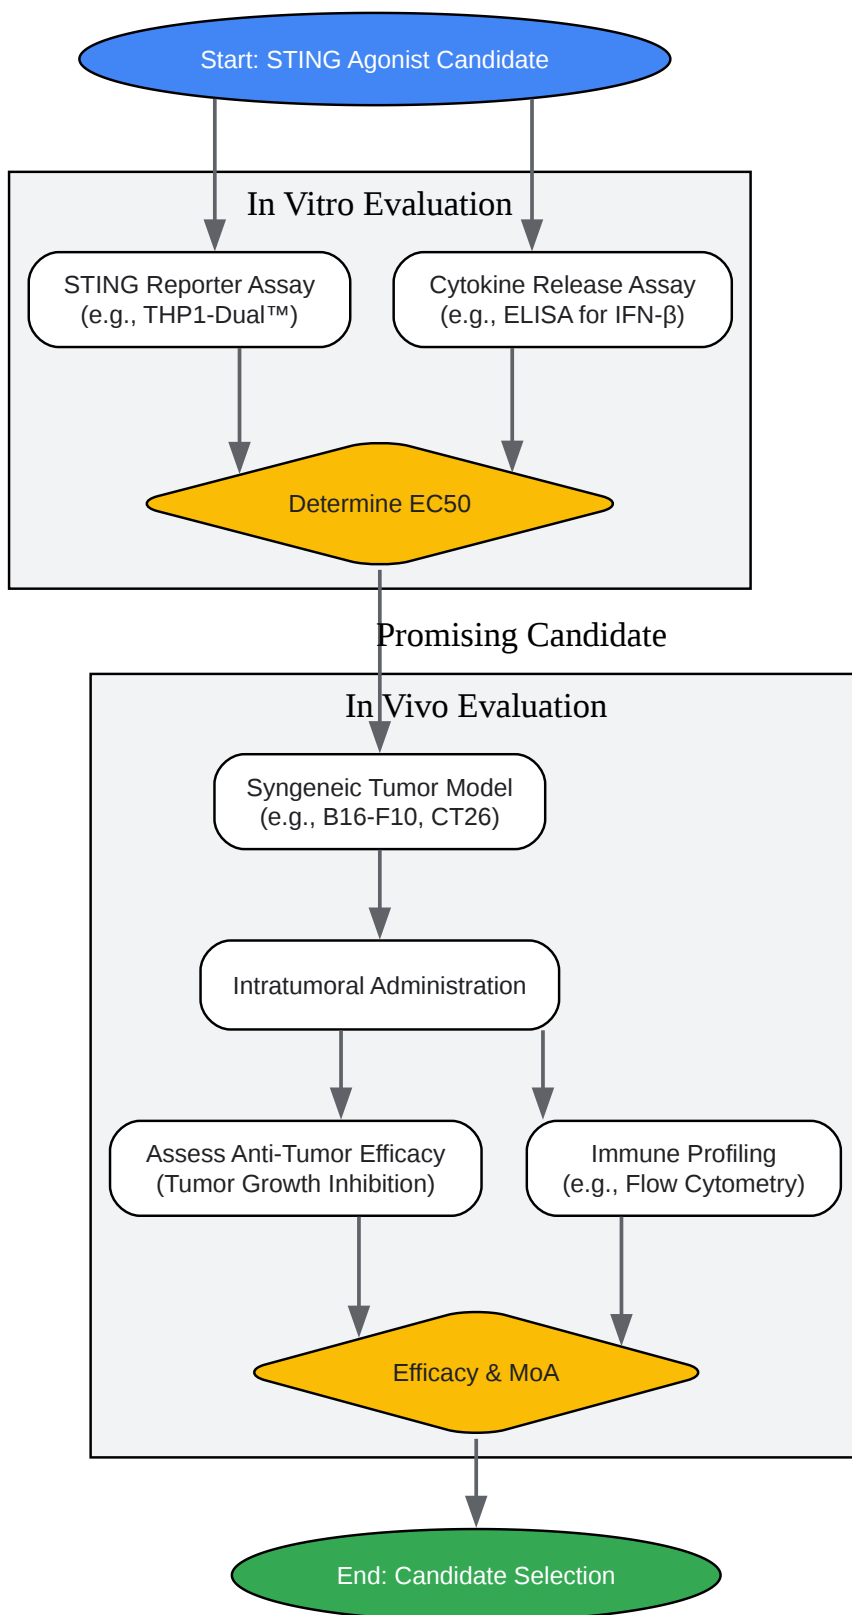 Start: STING Agonist Candidate
In Vitro Evaluation
STING Reporter Assay
(e.g., THP1-Dual™)
Cytokine Release Assay
(e.g., ELISA for IFN-β)
Determine EC50
Promising Candidate
In Vivo Evaluation
Syngeneic Tumor Model
(e.g., B16-F10, CT26)
Intratumoral Administration
Assess Anti-Tumor Efficacy
(Tumor Growth Inhibition)
Immune Profiling
(e.g., Flow Cytometry)
Efficacy & MoA
End: Candidate Selection